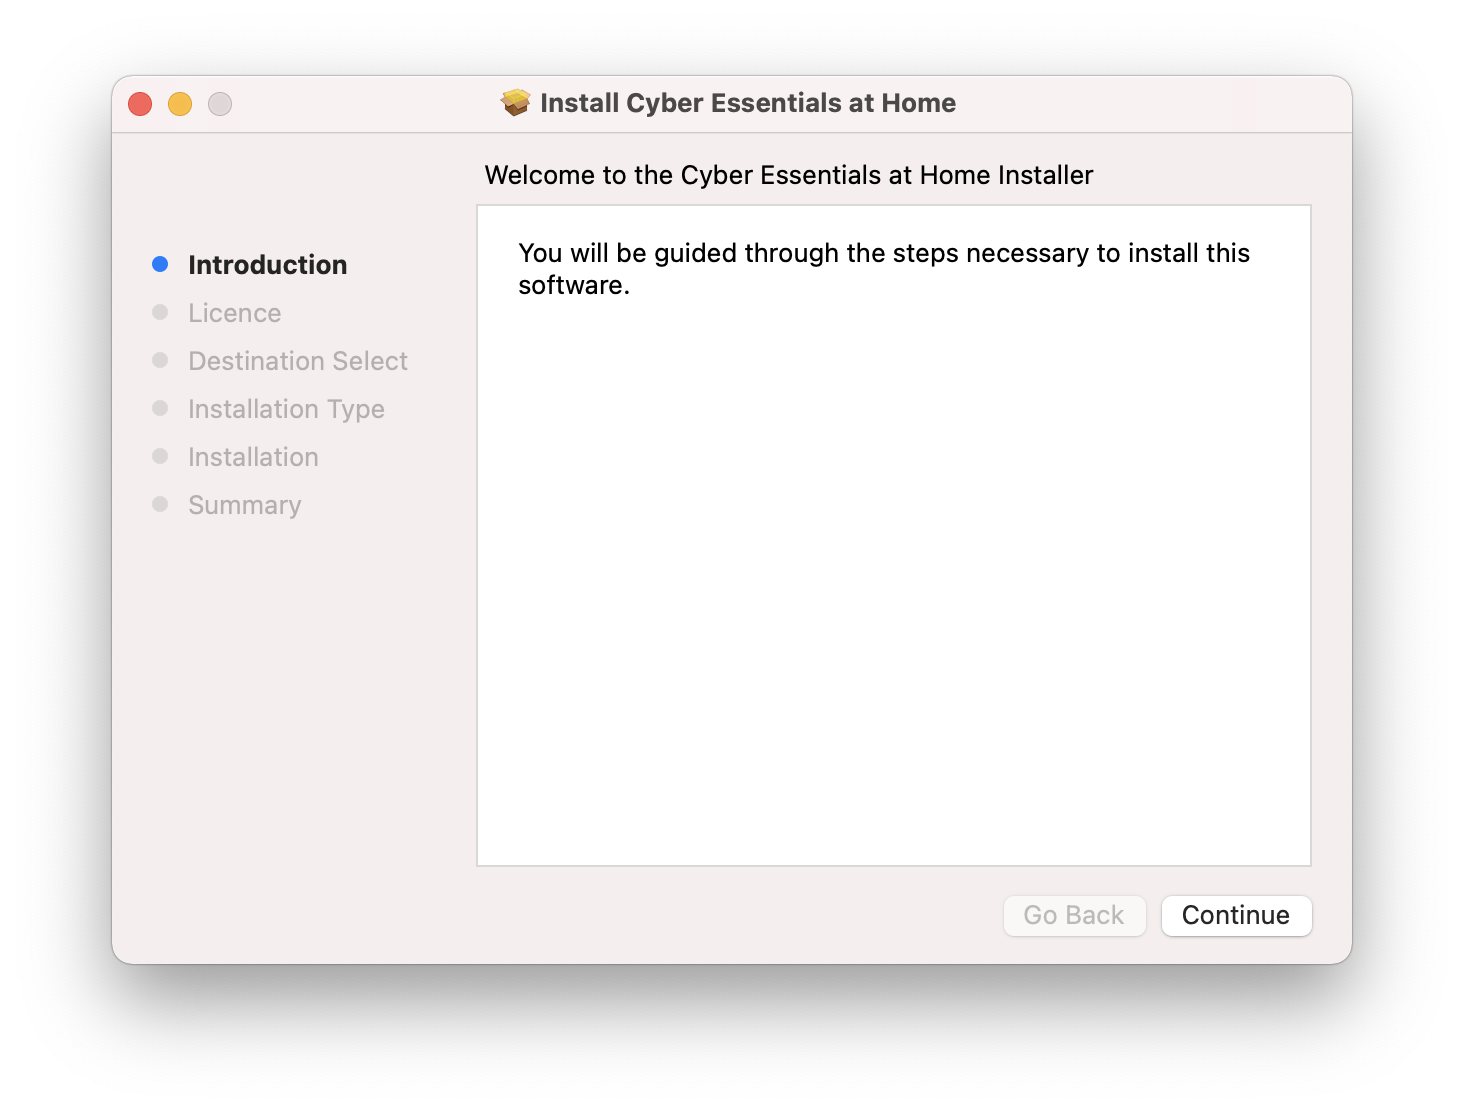 Install Cyber Essentials at Home
Welcome to the Cyber Essentials at Home Installer
Introduction
Licence
Destination Select
Installation Type
Installation
Summary
You will be guided through the steps necessary to install this
software.
Go Back
Continue